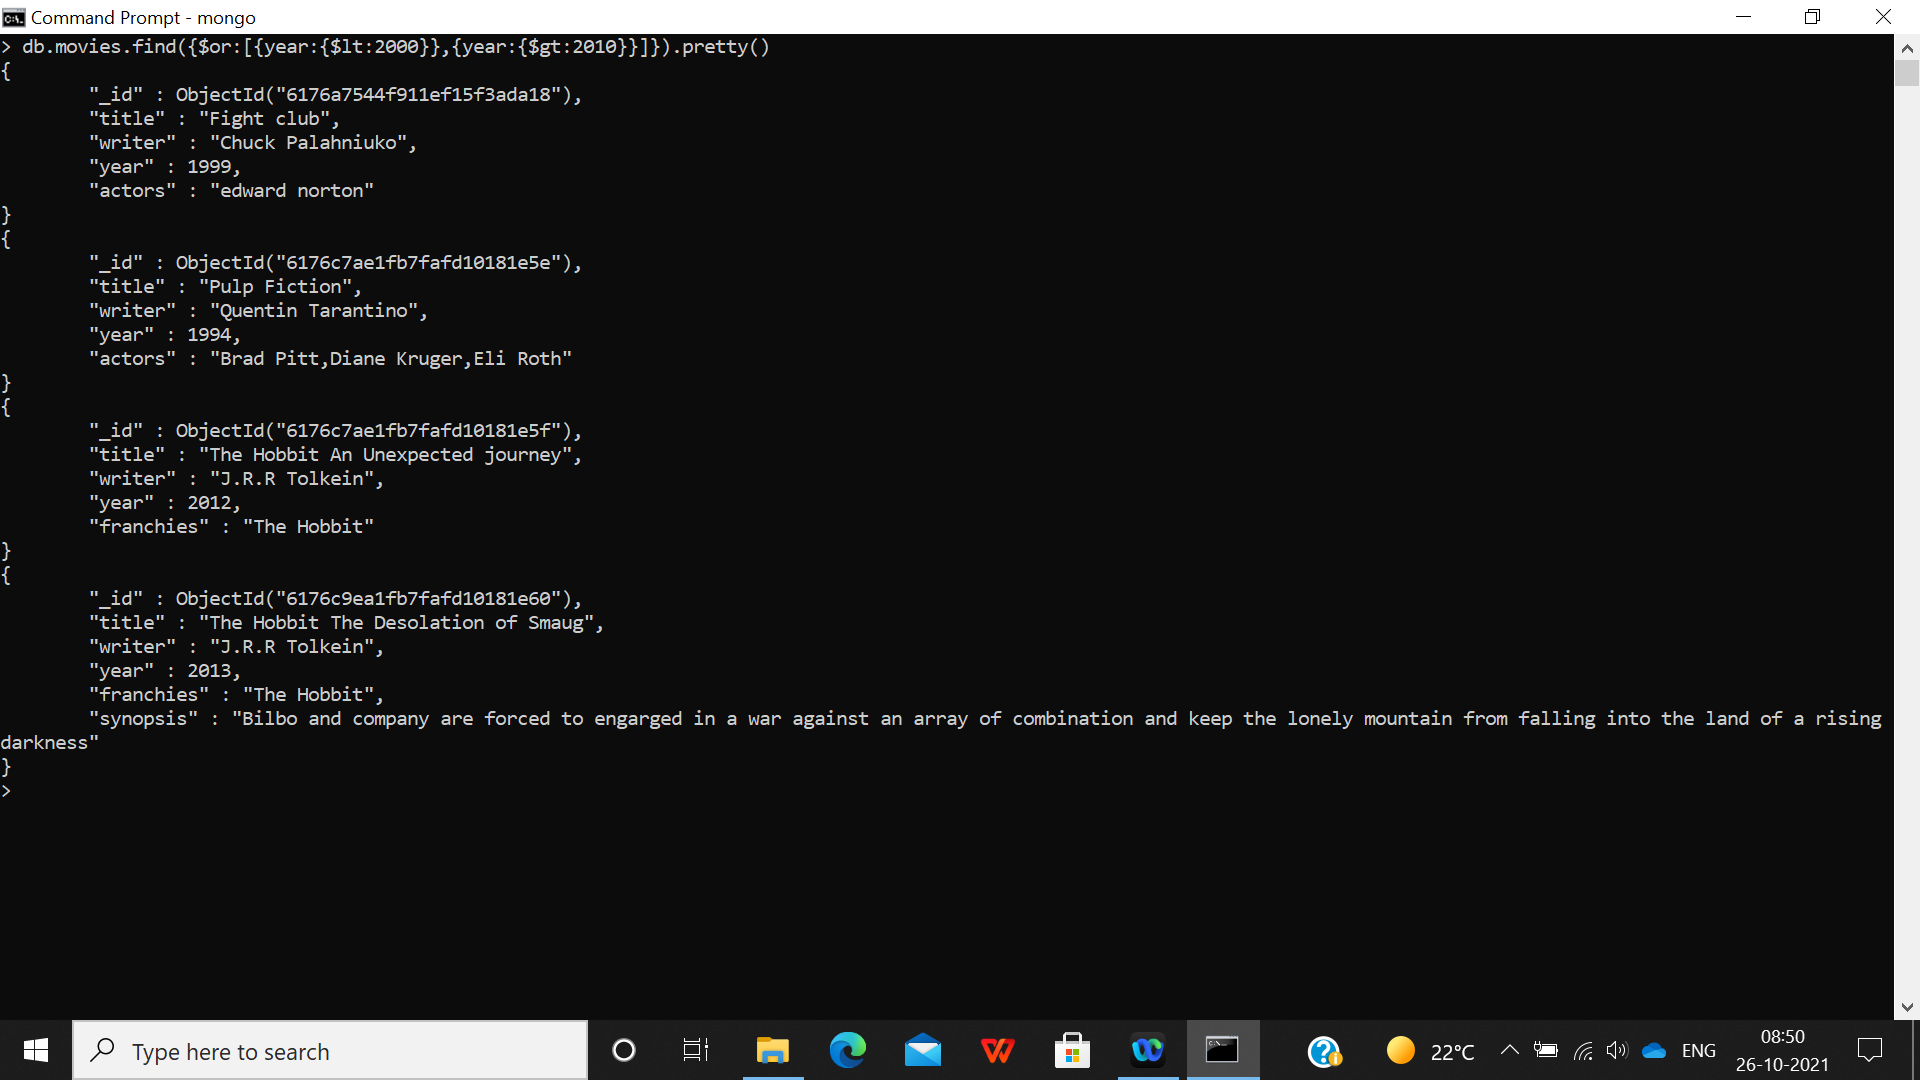 Command Prompt - mongo
> db.movies.find({$or:[{year:{$lt:2000}},{year:{$gt:2010}}]}).pretty()
{
"_id" : ObjectId("6176a7544f911ef15f3ada18"),
"title" : "Fight club",
"writer" : "Chuck Palahniuko",
"year" : 1999,
"actors" : "edward norton"
}
{
"_id" : ObjectId("6176c7ae1fb7fafd10181e5e"),
"title" : "Pulp Fiction",
"writer" : "Quentin Tarantino",
"year" : 1994,
"actors" : "Brad Pitt,Diane Kruger,Eli Roth"
}
{
"_id" : ObjectId("6176c7ae1fb7fafd10181e5f"),
"title" : "The Hobbit An Unexpected journey",
"writer" : "J.R.R Tolkein",
"year" : 2012,
"franchies" : "The Hobbit"
}
{
"_id" : ObjectId("6176c9ea1fb7fafd10181e60"),
"title" : "The Hobbit The Desolation of Smaug",
"writer" : "J.R.R Tolkein",
"year" : 2013,
"franchies" : "The Hobbit",
"synopsis" : "Bilbo and company are forced to engarged in a war against an array of combination and keep the lonely mountain from falling into the land of a rising
darkness"
}
>
Type here to search
22°C
ENG
08:50
26-10-2021